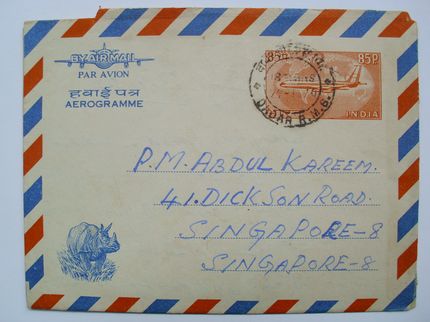 BY AIR MAIL
PAR AVION
हवाई पत्र
AEROGRAMME
85P
INDIA
DADAR R.M.S.
P.M. ABDUL KAREEM.
41. DICKSON ROAD.
SINGAPORE-8
SINGAPORE-8